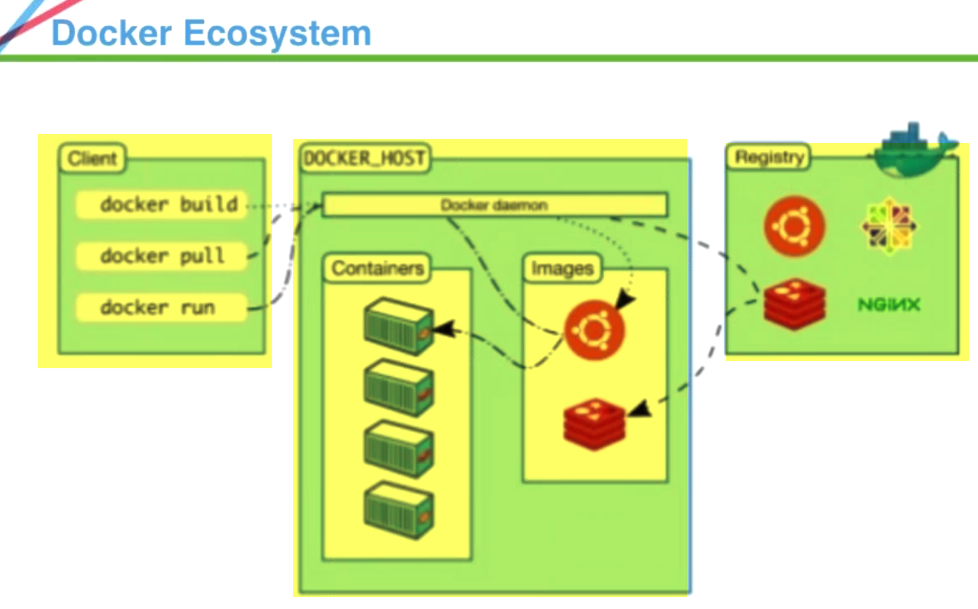 Docker Ecosystem
Client
docker build
docker pull
docker run
DOCKER_HOST
Docker daemon
Containers
Images
Registry
NGINX